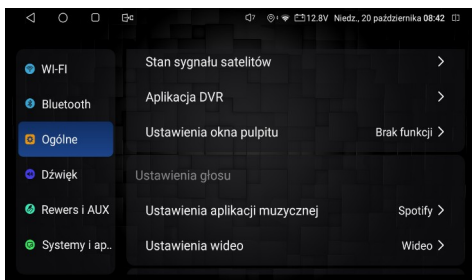 7 12.8V Niedz., 20 października 08:42
WI-FI
Bluetooth
Ogólne
Dźwięk
Rewers i AUX
Systemy i ap..
Stan sygnału satelitów
Aplikacja DVR
Ustawienia okna pulpitu Brak funkcji
Ustawienia głosu
Ustawienia aplikacji muzycznej Spotify
Ustawienia wideo Wideo